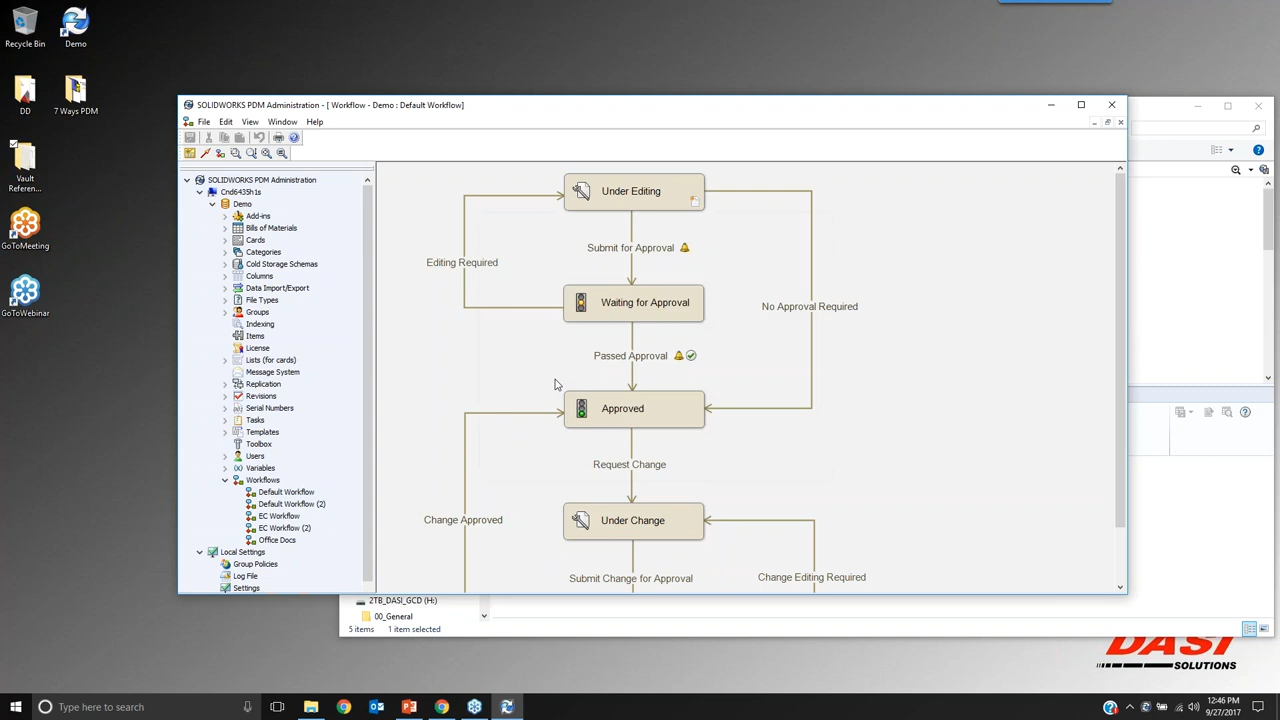 Recycle Bin
Demo
DD
7 Ways PDM
Vault
Referen...
GoToMeeting
GoToWebinar
SOLIDWORKS PDM Administration - [ Workflow - Demo : Default Workflow]
File Edit View Window Help
SOLIDWORKS PDM Administration
Cnd6435h1s
Demo
Add-ins
Bills of Materials
Cards
Categories
Cold Storage Schemas
Columns
Data Import/Export
File Types
Groups
Indexing
Items
License
Lists (for cards)
Message System
Replication
Revisions
Serial Numbers
Tasks
Templates
Toolbox
Users
Variables
Workflows
Default Workflow
Default Workflow (2)
EC Workflow
EC Workflow (2)
Office Docs
Local Settings
Group Policies
Log File
Settings
Under Editing
Submit for Approval
Editing Required
Waiting for Approval
No Approval Required
Passed Approval
Approved
Request Change
Change Approved
Under Change
Submit Change for Approval
Change Editing Required
2TB_DASI_GCD (H:)
00_General
5 items 1 item selected
DASI
SOLUTIONS
Type here to search
12:46 PM
9/27/2017